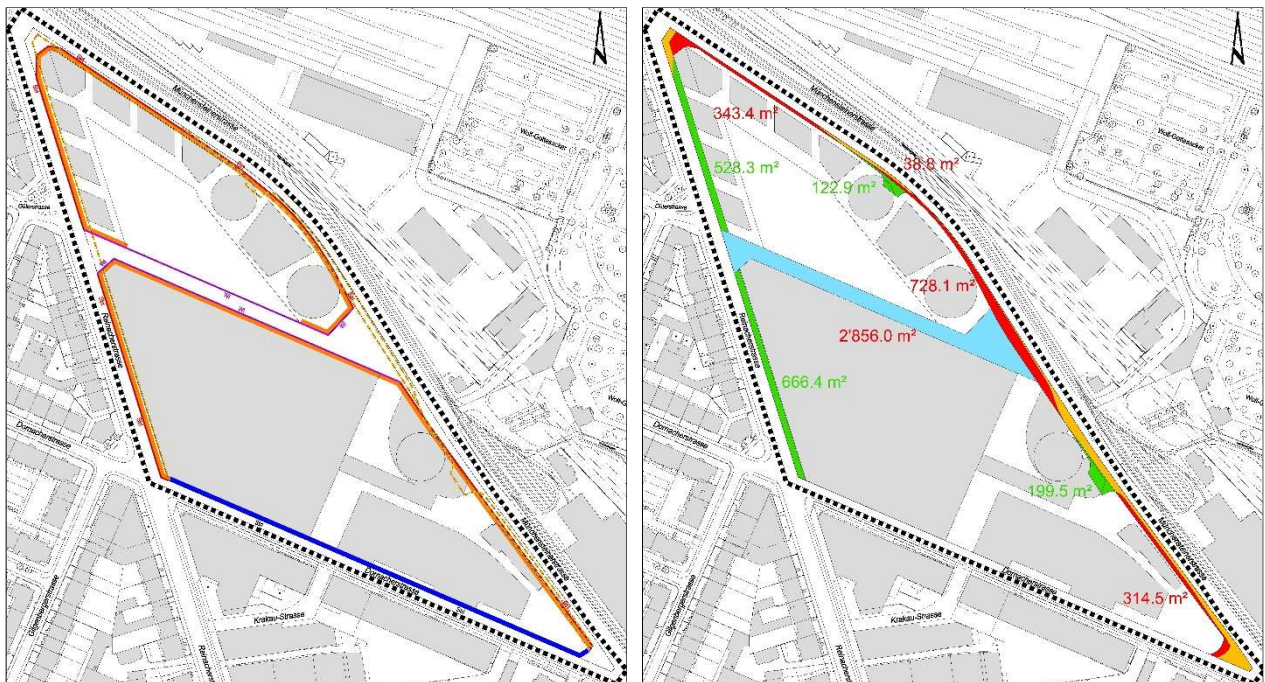 Münchensteinerstrasse
Wolf-Gottesacker
Güterstrasse
Reinacherstrasse
Dornacherstrasse
Dornacherstrasse
Krakau-Strasse
Münchensteinerstrasse
Wolf-Gottesacker
343.4 m²
38.8 m²
528.3 m²
122.9 m²
Güterstrasse
728.1 m²
2'856.0 m²
Reinacherstrasse
666.4 m²
Dornacherstrasse
199.5 m²
314.5 m²
Dornacherstrasse
Krakau-Strasse